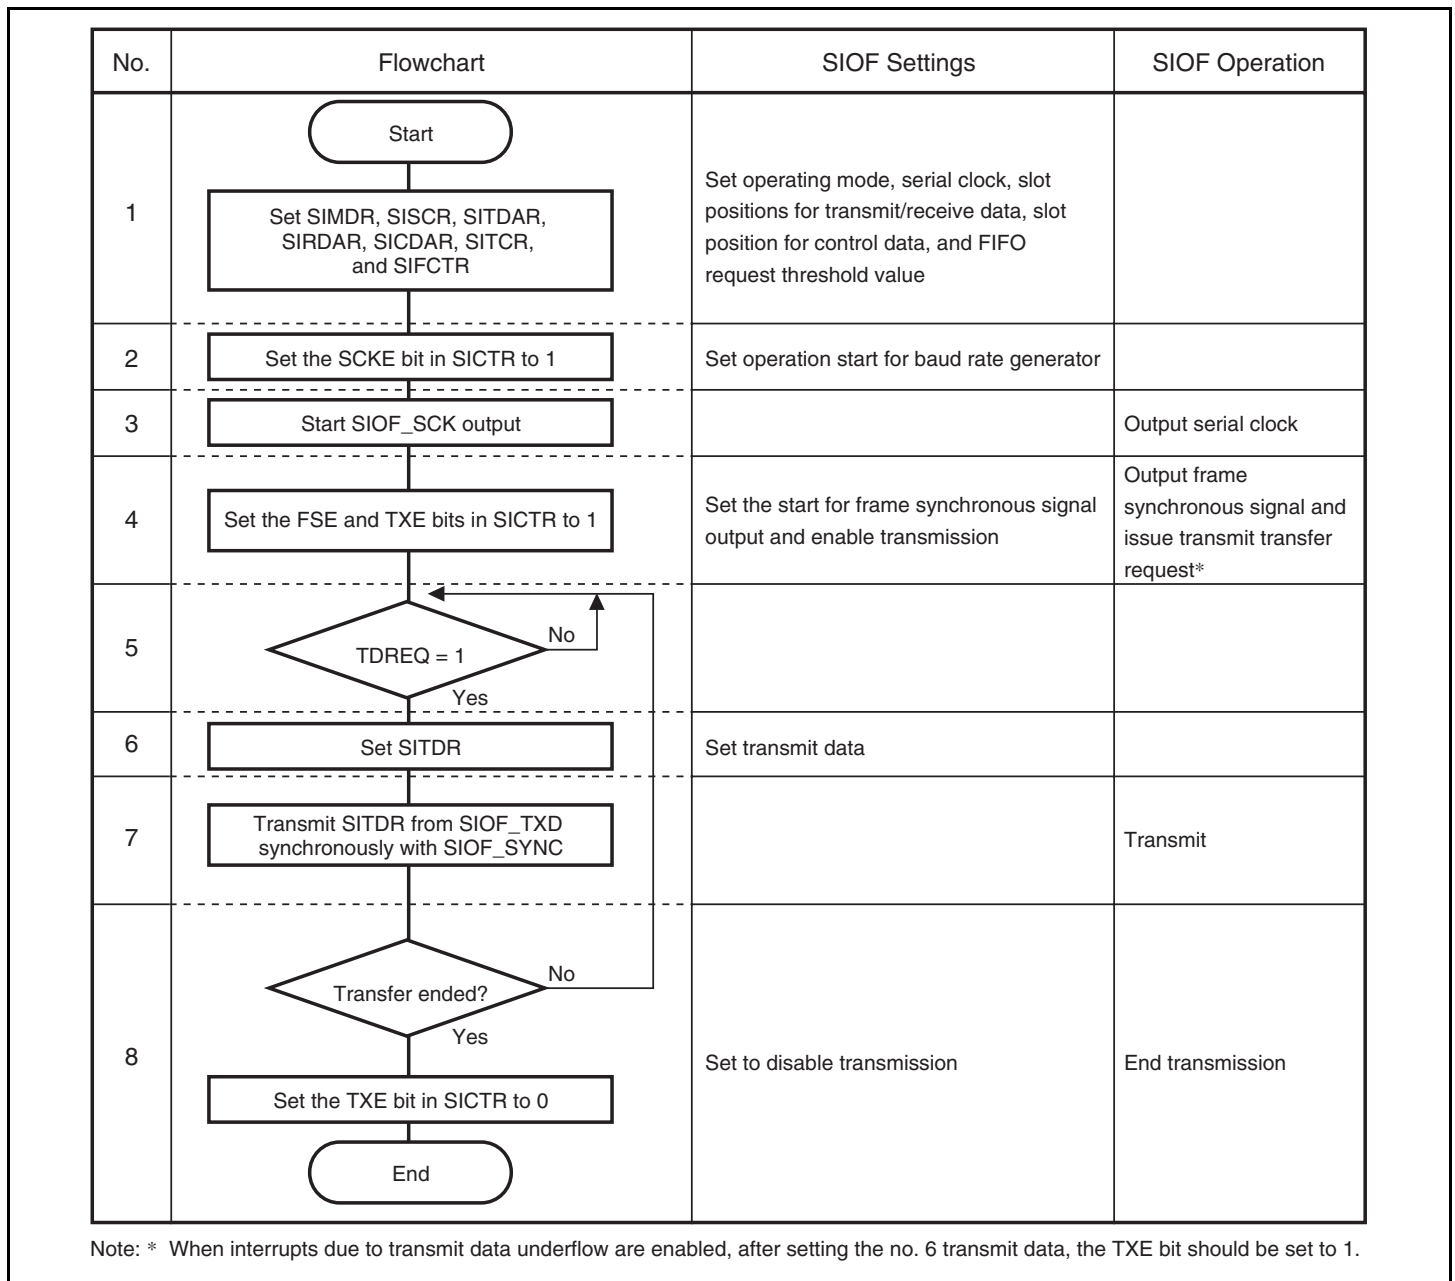 No.
Flowchart
SIOF Settings
SIOF Operation
1
Start
Set SIMDR, SISCR, SITDAR,
SIRDAR, SICDAR, SITCR,
and SIFCTR
Set operating mode, serial clock, slot
positions for transmit/receive data, slot
position for control data, and FIFO
request threshold value
2
Set the SCKE bit in SICTR to 1
Set operation start for baud rate generator
3
Start SIOF_SCK output
Output serial clock
4
Set the FSE and TXE bits in SICTR to 1
Set the start for frame synchronous signal
output and enable transmission
Output frame
synchronous signal and
issue transmit transfer
request*
5
TDREQ = 1
No
Yes
6
Set SITDR
Set transmit data
7
Transmit SITDR from SIOF_TXD
synchronously with SIOF_SYNC
Transmit
8
Transfer ended?
No
Yes
Set the TXE bit in SICTR to 0
End
Set to disable transmission
End transmission
Note: * When interrupts due to transmit data underflow are enabled, after setting the no. 6 transmit data, the TXE bit should be set to 1.